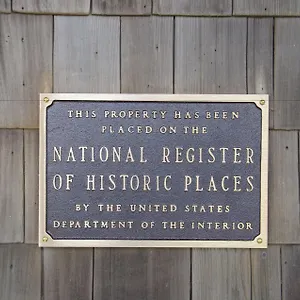 THIS PROPERTY HAS BEEN
PLACED ON THE
NATIONAL REGISTER
OF HISTORIC PLACES
BY THE UNITED STATES
DEPARTMENT OF THE INTERIOR